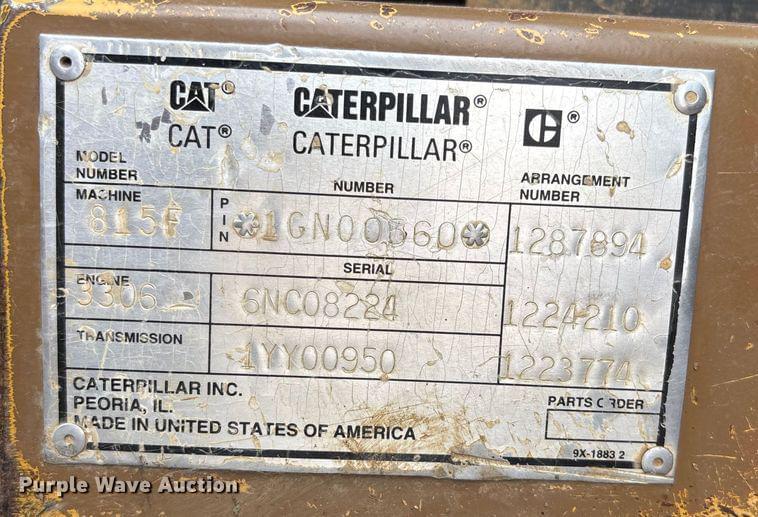 CAT® CATERPILLAR® C®
CAT® CATERPILLAR®
MODEL NUMBER NUMBER ARRANGEMENT NUMBER
MACHINE 815F PIN *1GN00560* 1287894
SERIAL
ENGINE 3306 6NC08224 1224210
TRANSMISSION 1YY00950 1223774
CATERPILLAR INC.
PEORIA, IL. PARTS ORDER
MADE IN UNITED STATES OF AMERICA
9X-1883 2
Purple Wave Auction